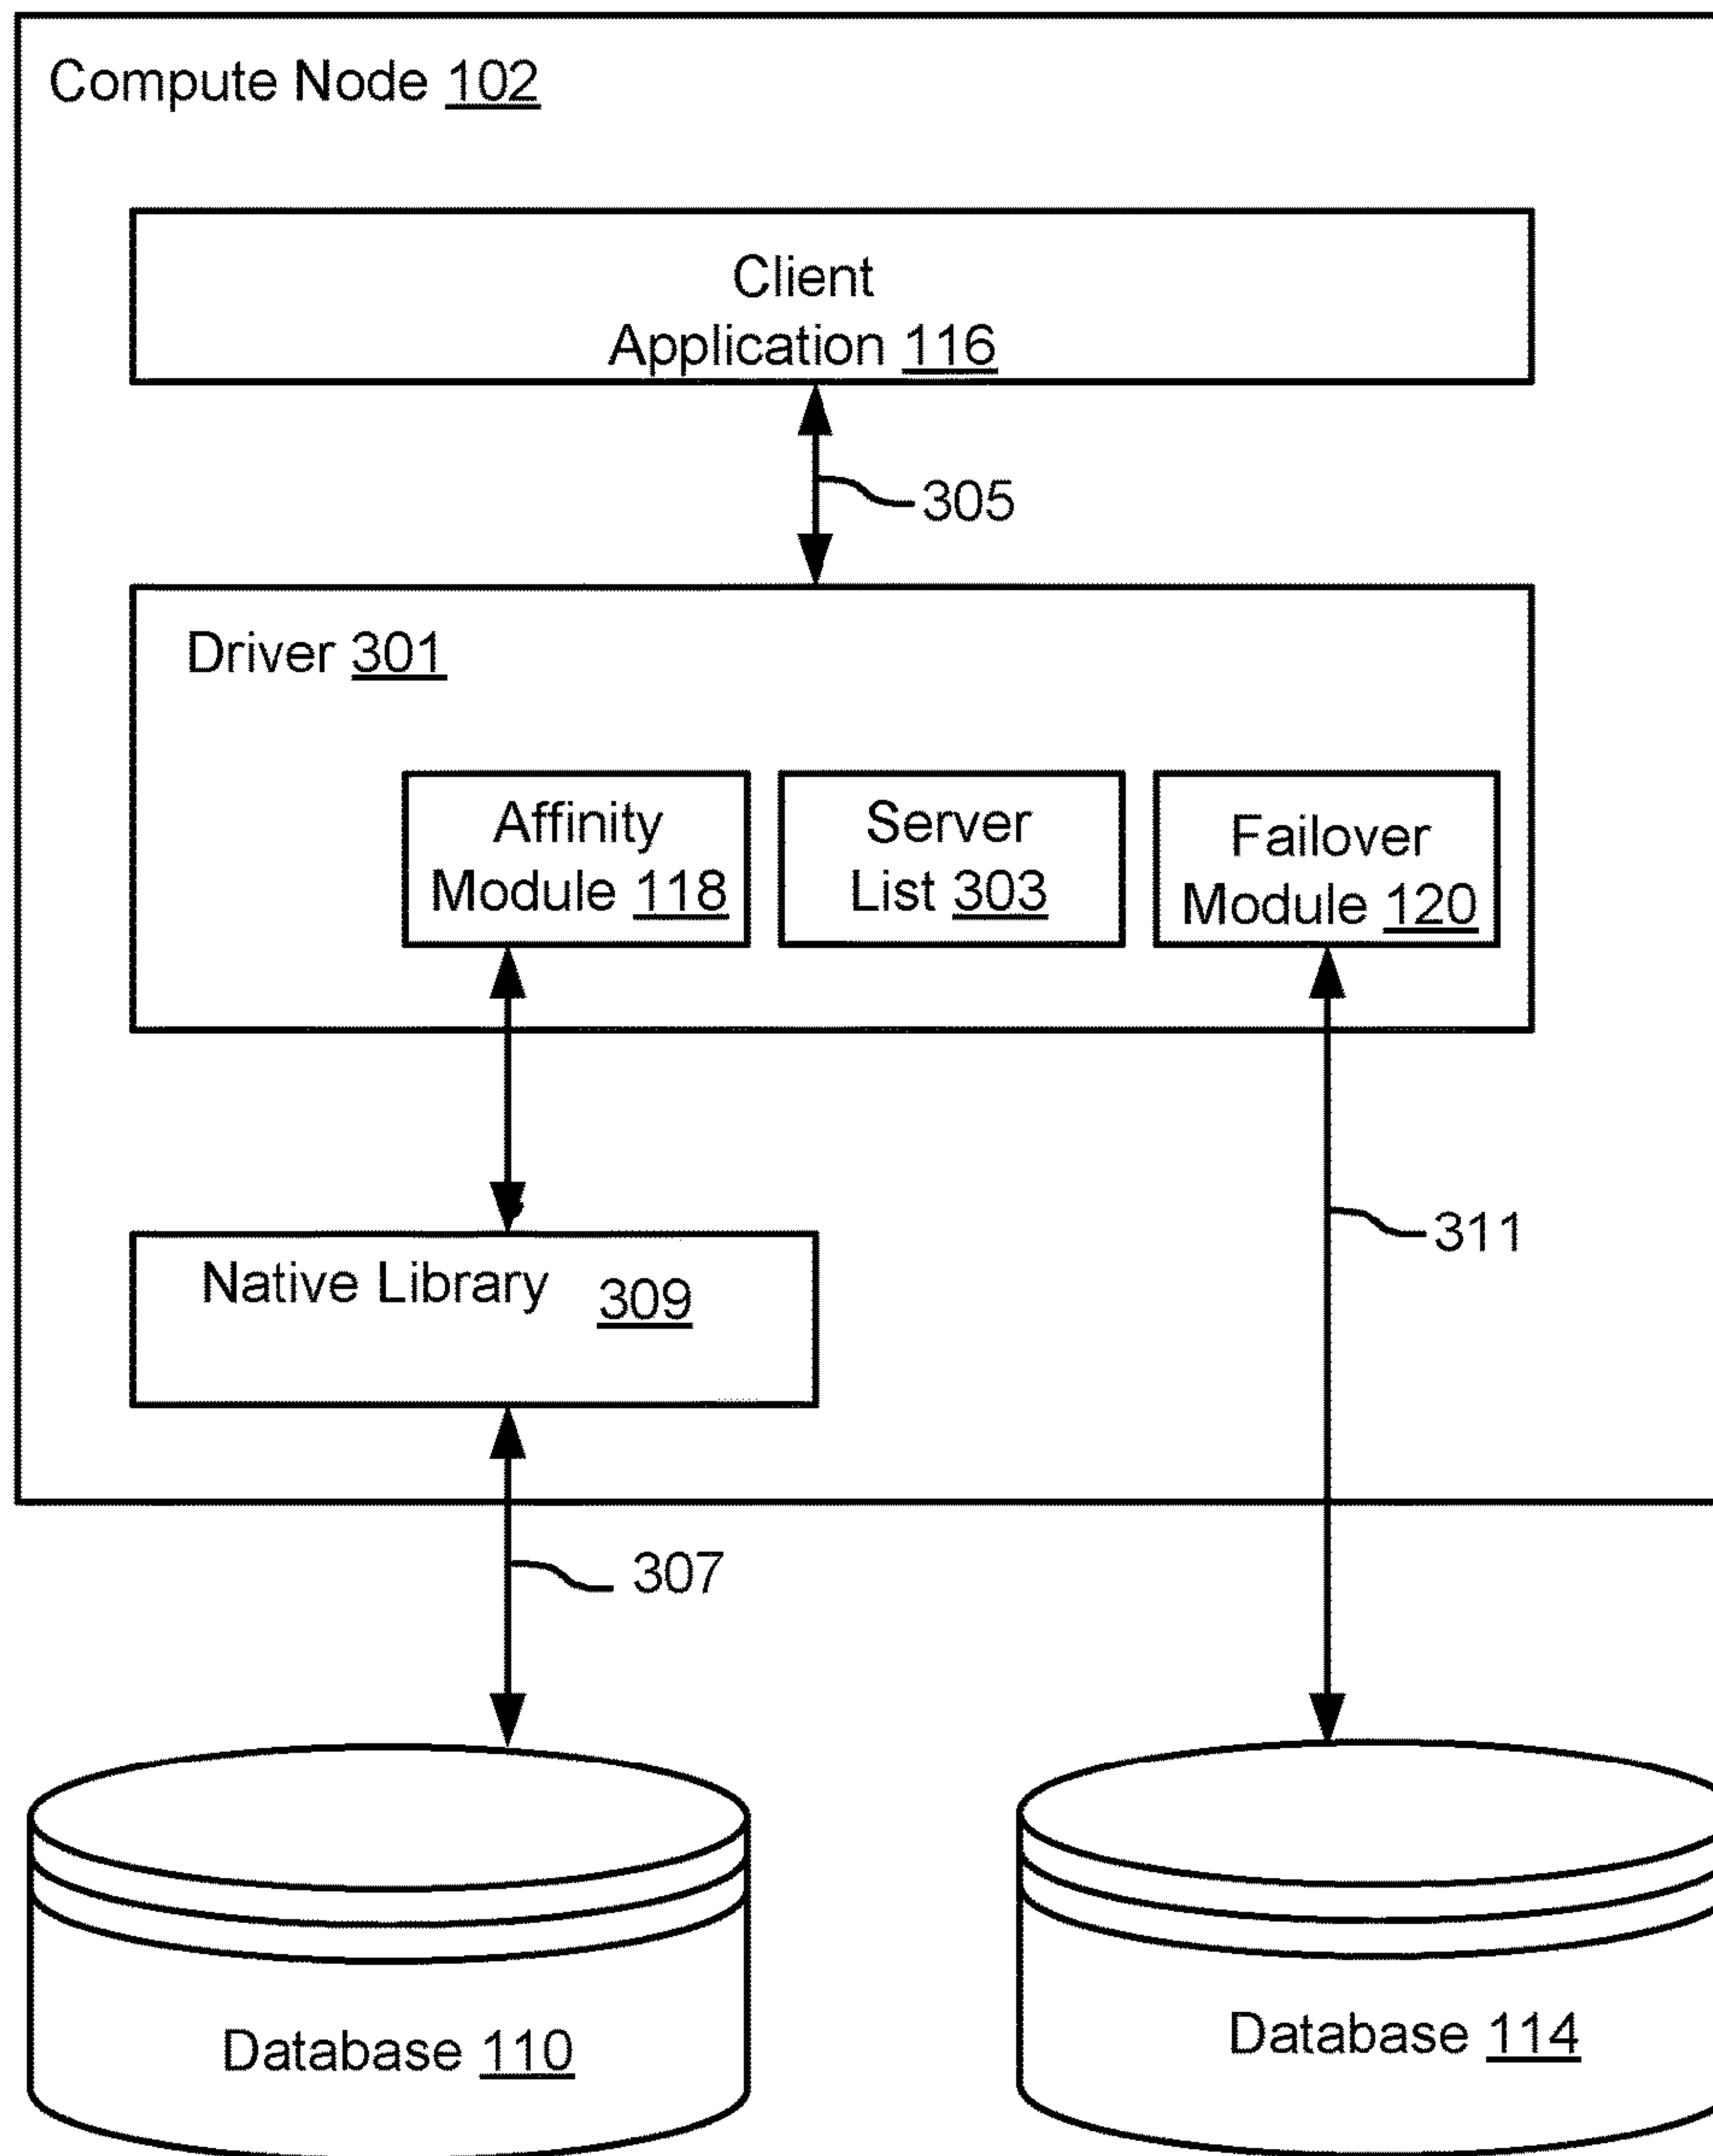 Compute Node 102
Client
Application 116
305
Driver 301
Affinity
Module 118
Server
List 303
Failover
Module 120
311
Native Library 309
307
Database 110
Database 114